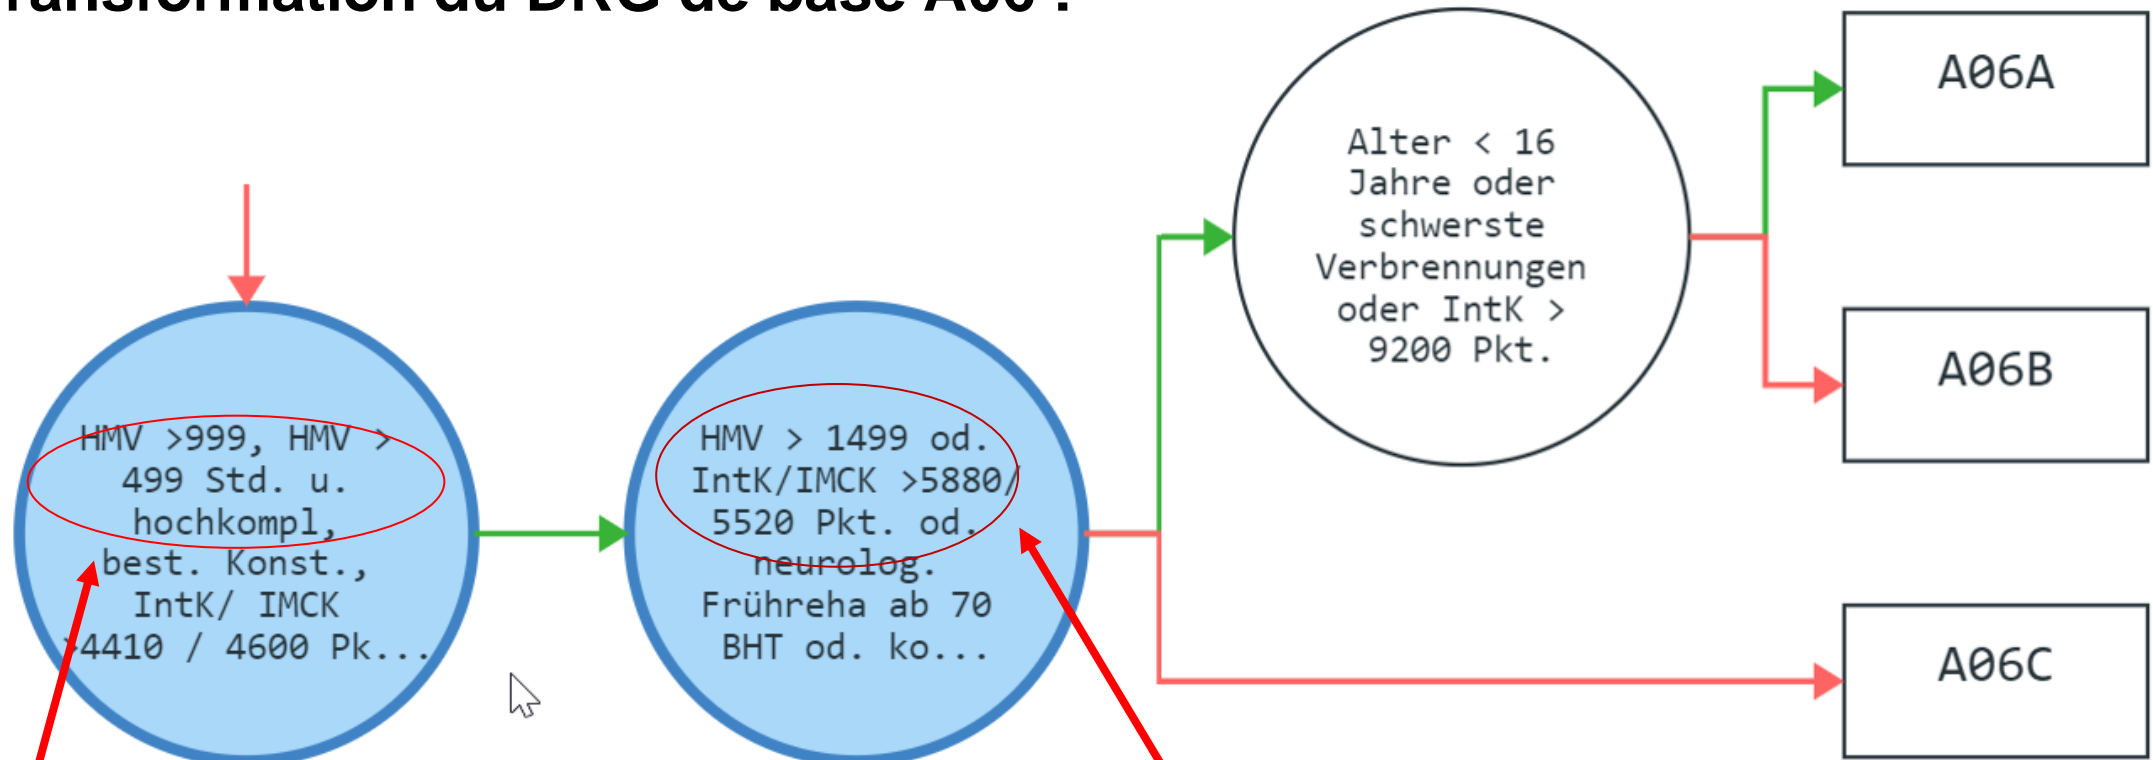 ransformation du DRG de base A06 :
HMV >999, HMV >
499 Std. u.
hochkompl,
best. Konst.,
IntK/ IMCK
>4410 / 4600 Pk...
HMV > 1499 od.
IntK/IMCK >5880/
5520 Pkt. od.
neurolog.
Frühreha ab 70
BHT od. ko...
Alter < 16
Jahre oder
schwerste
Verbrennungen
oder IntK >
9200 Pkt.
A06A
A06B
A06C